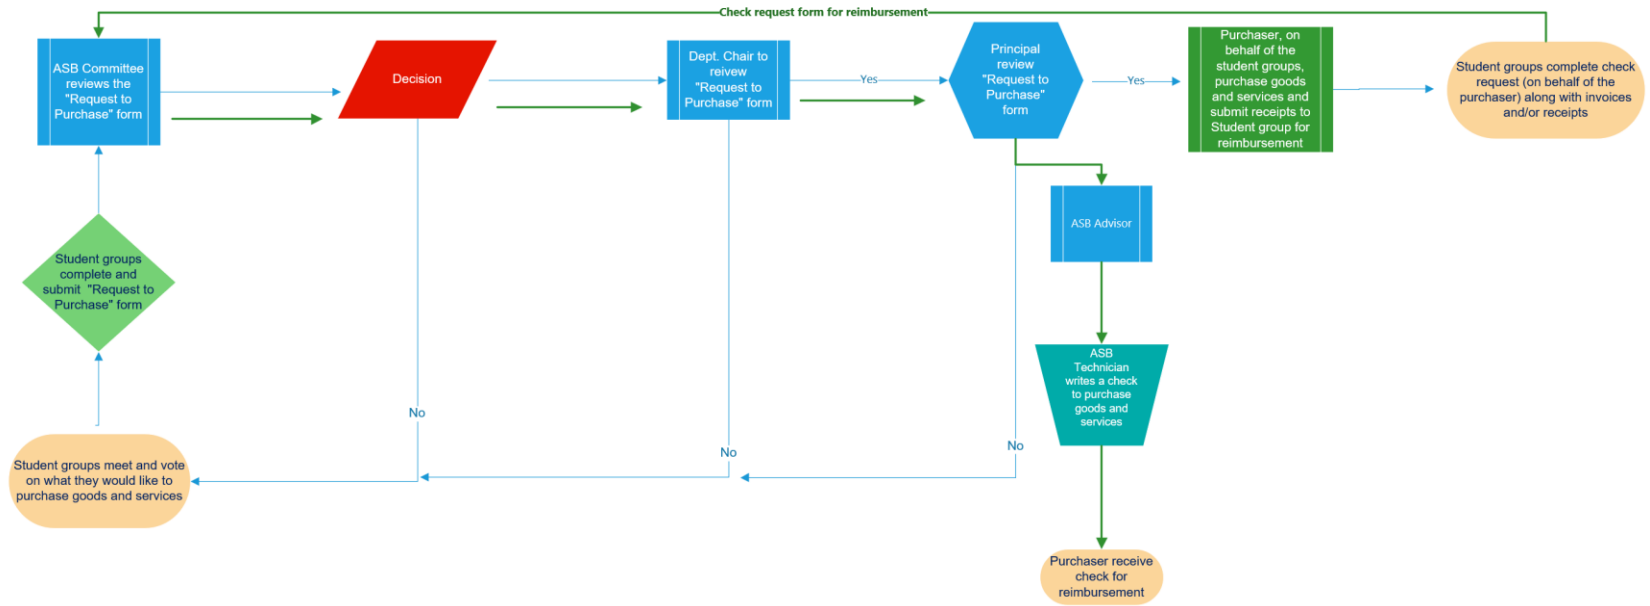 Check request form for reimbursement
ASB Committee
reviews the
"Request to
Purchase" form
Decision
Dept. Chair to
reivew
"Request to
Purchase" form
Yes
Principal
review
"Request to
Purchase"
form
Yes
Purchaser, on
behalf of the
student groups,
purchase goods
and services and
submit receipts to
Student group for
reimbursement
Student groups complete check
request (on behalf of the
purchaser) along with invoices
and/or receipts
ASB Advisor
Student groups
complete and
submit "Request to
Purchase" form
ASB
Technician
writes a check
to purchase
goods and
services
No
No
No
Student groups meet and vote
on what they would like to
purchase goods and services
Purchaser receive
check for
reimbursement